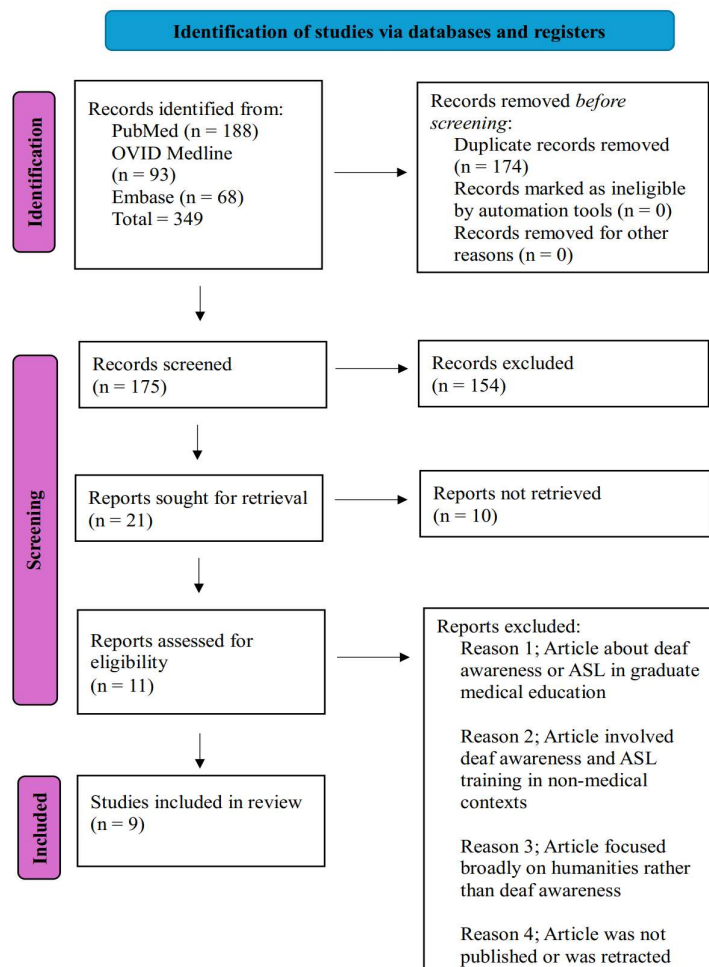 Identification of studies via databases and registers
Identification
Records identified from:
PubMed (n = 188)
OVID Medline
(n = 93)
Embase (n = 68)
Total = 349
Records removed before
screening:
Duplicate records removed
(n = 174)
Records marked as ineligible
by automation tools (n = 0)
Records removed for other
reasons (n = 0)
Screening
Records screened
(n = 175)
Records excluded
(n = 154)
Reports sought for retrieval
(n = 21)
Reports not retrieved
(n = 10)
Reports assessed for
eligibility
(n = 11)
Reports excluded:
Reason 1; Article about deaf
awareness or ASL in graduate
medical education
Reason 2; Article involved
deaf awareness and ASL
training in non-medical
contexts
Reason 3; Article focused
broadly on humanities rather
than deaf awareness
Reason 4; Article was not
published or was retracted
Included
Studies included in review
(n = 9)